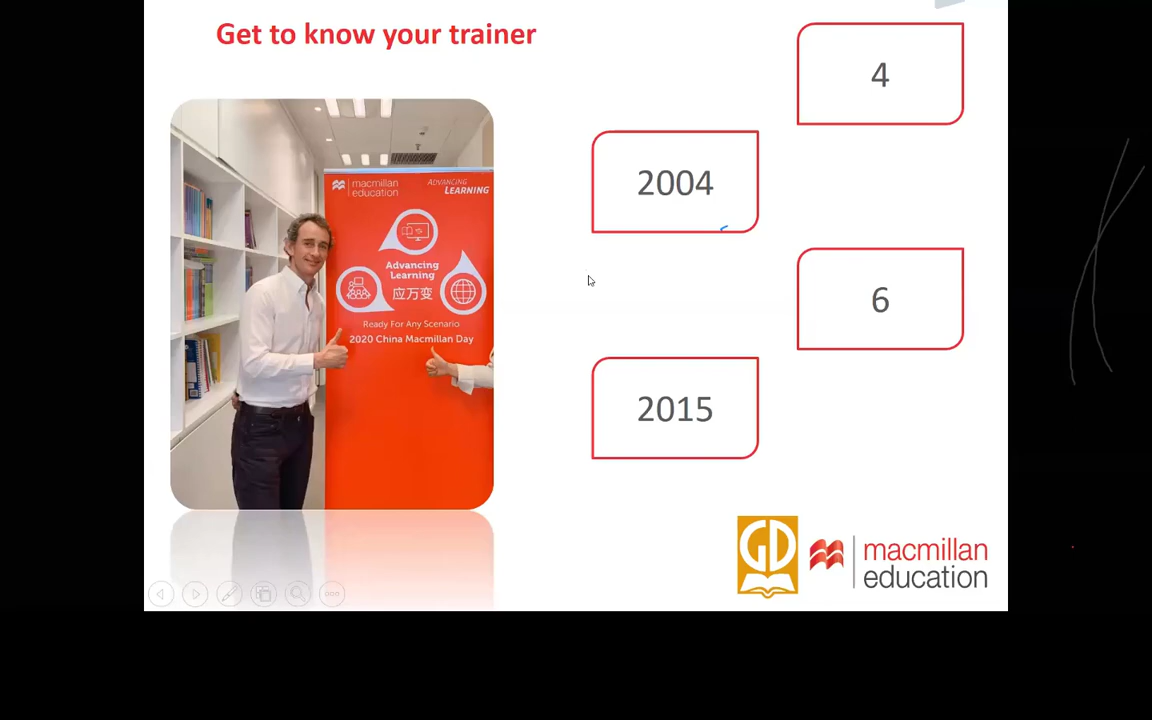 Get to know your trainer
4
2004
6
2015
macmillan
education
ADVANCING
LEARNING
Advancing
Learning
应万变
Ready For Any Scenario
2020 China Macmillan Day
GD
macmillan
education